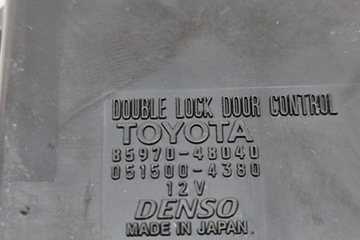 DOUBLE LOCK DOOR CONTROL
TOYOTA
85970-48040
051500-4380
12V
DENSO
MADE IN JAPAN